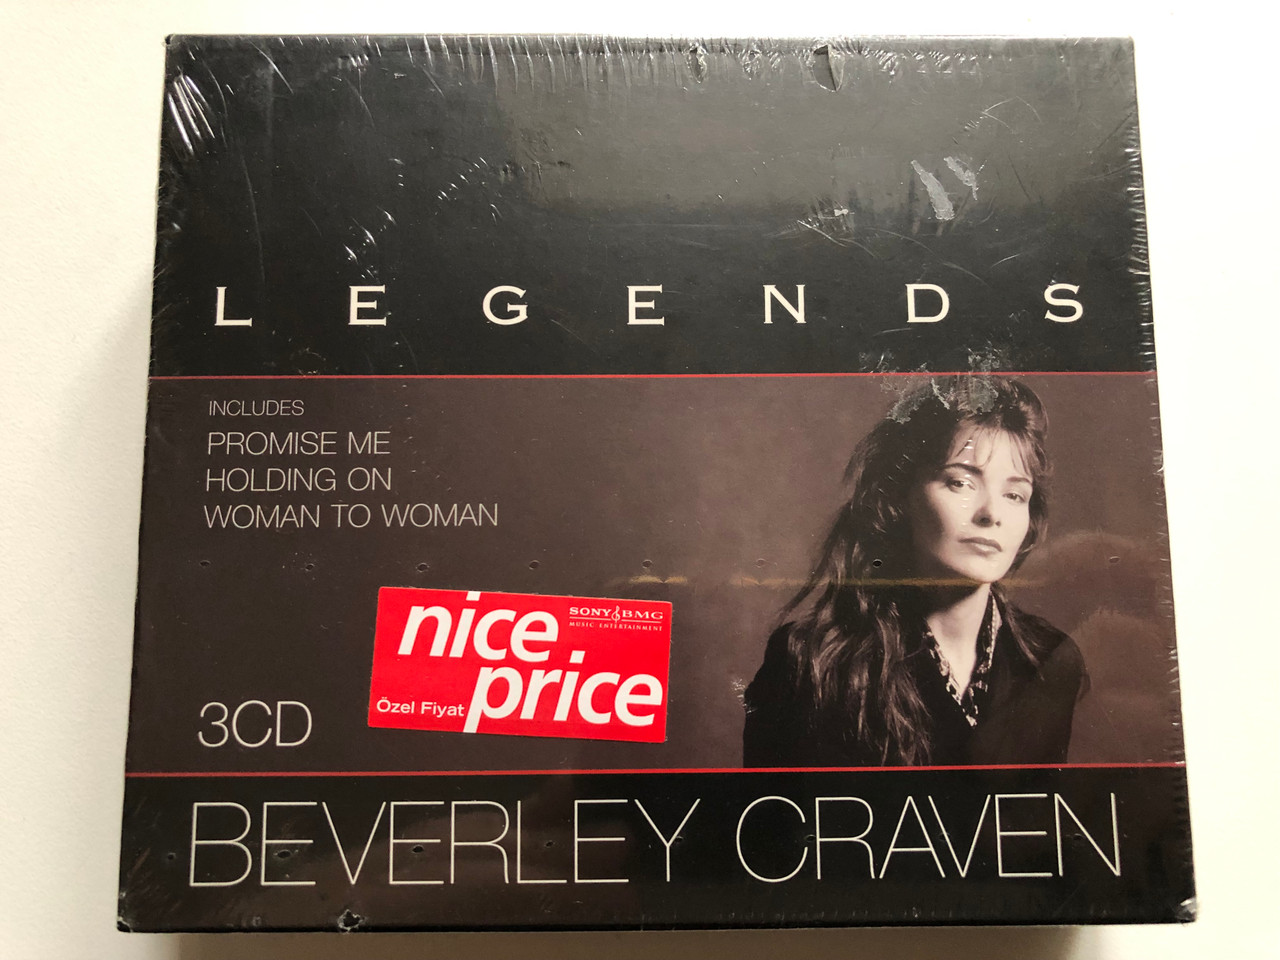 LEGENDS
INCLUDES
PROMISE ME
HOLDING ON
WOMAN TO WOMAN
nice
SONY BMG
MUSIC ENTERTAINMENT
price
Özel Fiyat
3CD
BEVERLEY CRAVEN